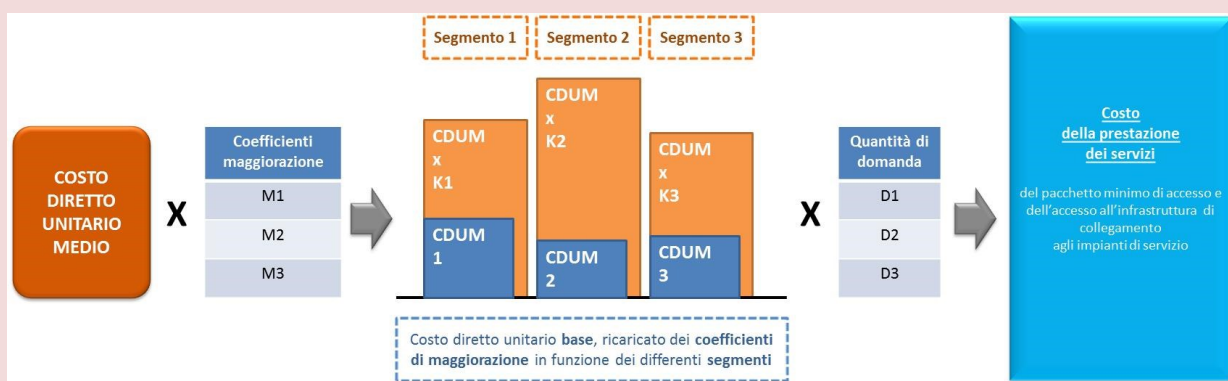 Segmento 1
Segmento 2
Segmento 3
COSTO
DIRETTO
UNITARIO
MEDIO
X
Coefficienti
maggiorazione
M1
M2
M3
CDUM
x
K1
CDUM
1
CDUM
x
K2
CDUM
2
CDUM
x
K3
CDUM
3
X
Quantità di
domanda
D1
D2
D3
Costo
della prestazione
dei servizi
del pacchetto minimo di accesso e
dell'accesso all'infrastruttura di
collegamento
agli impianti di servizio
Costo diretto unitario base, ricaricato dei coefficienti
di maggiorazione in funzione dei differenti segmenti